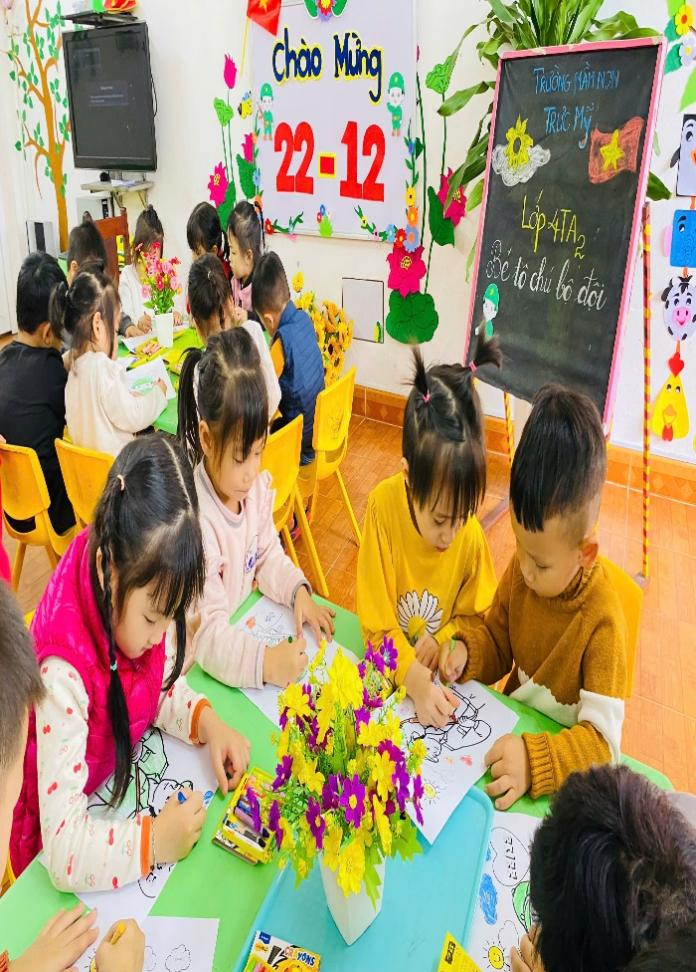 Chào Mừng
22-12
TRƯỜNG MẦM NON
TRỰC MỸ
LỚP 4TA2
Bé tô chú bộ đội